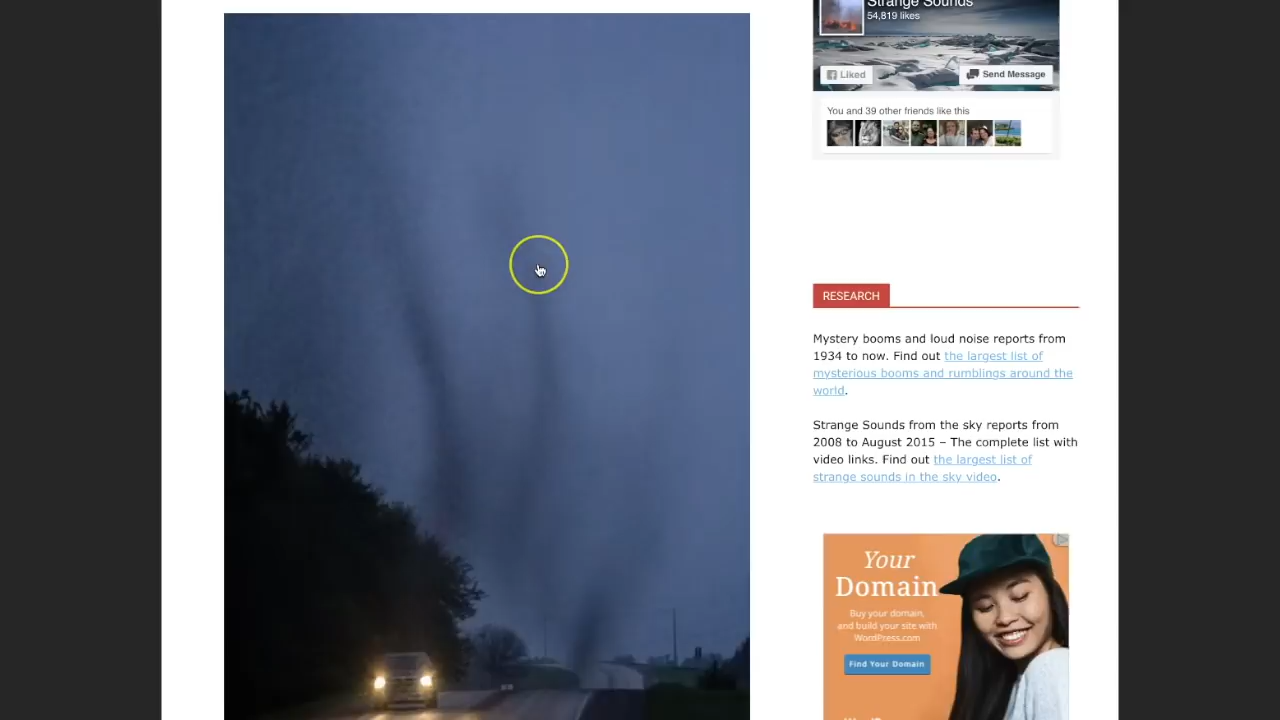 Strange Sounds
54,819 likes
Liked
Send Message
You and 39 other friends like this
RESEARCH
Mystery booms and loud noise reports from
1934 to now. Find out the largest list of
mysterious booms and rumblings around the
world.
Strange Sounds from the sky reports from
2008 to August 2015 – The complete list with
video links. Find out the largest list of
strange sounds in the sky video.
Your
Domain
Buy your domain,
and build your site with
WordPress.com
Find Your Domain